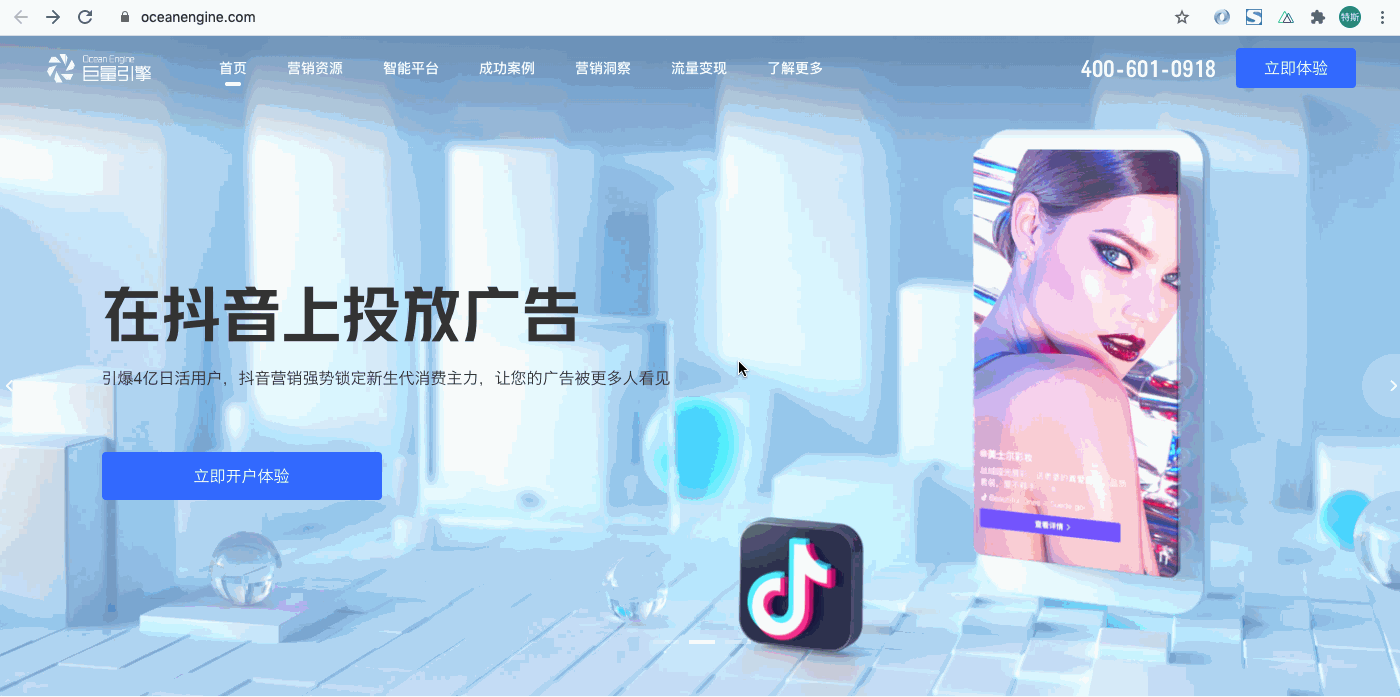 oceanengine.com
特斯
Ocean Engine
巨量引擎
首页 营销资源 智能平台 成功案例 营销洞察 流量变现 了解更多
400-601-0918
立即体验
在抖音上投放广告
引爆4亿日活用户，抖音营销强势锁定新生代消费主力，让您的广告被更多人看见
立即开户体验
查看详情